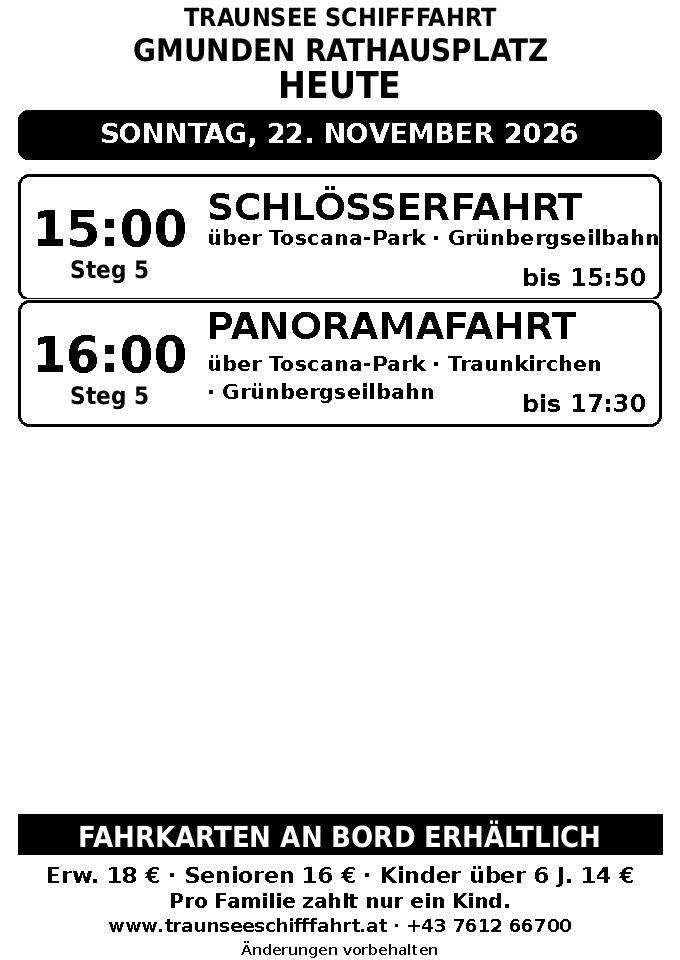 TRAUNSEE SCHIFFFAHRT
GMUNDEN RATHAUSPLATZ
HEUTE
SONNTAG, 22. NOVEMBER 2026
15:00
Steg 5
SCHLÖSSERFAHRT
über Toscana-Park · Grünbergseilbahn
bis 15:50
16:00
Steg 5
PANORAMAFAHRT
über Toscana-Park · Traunkirchen
· Grünbergseilbahn
bis 17:30
FAHRKARTEN AN BORD ERHÄLTLICH
Erw. 18 € · Senioren 16 € · Kinder über 6 J. 14 €
Pro Familie zahlt nur ein Kind.
www.traunseeschifffahrt.at · +43 7612 66700
Änderungen vorbehalten